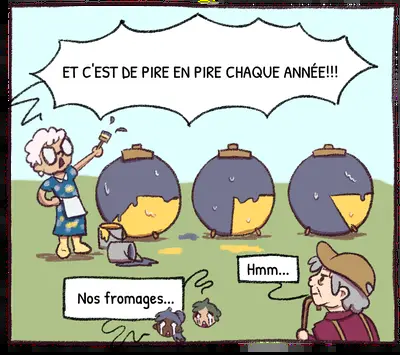 ET C'EST DE PIRE EN PIRE CHAQUE ANNÉE!!!
Hmm...
Nos fromages...